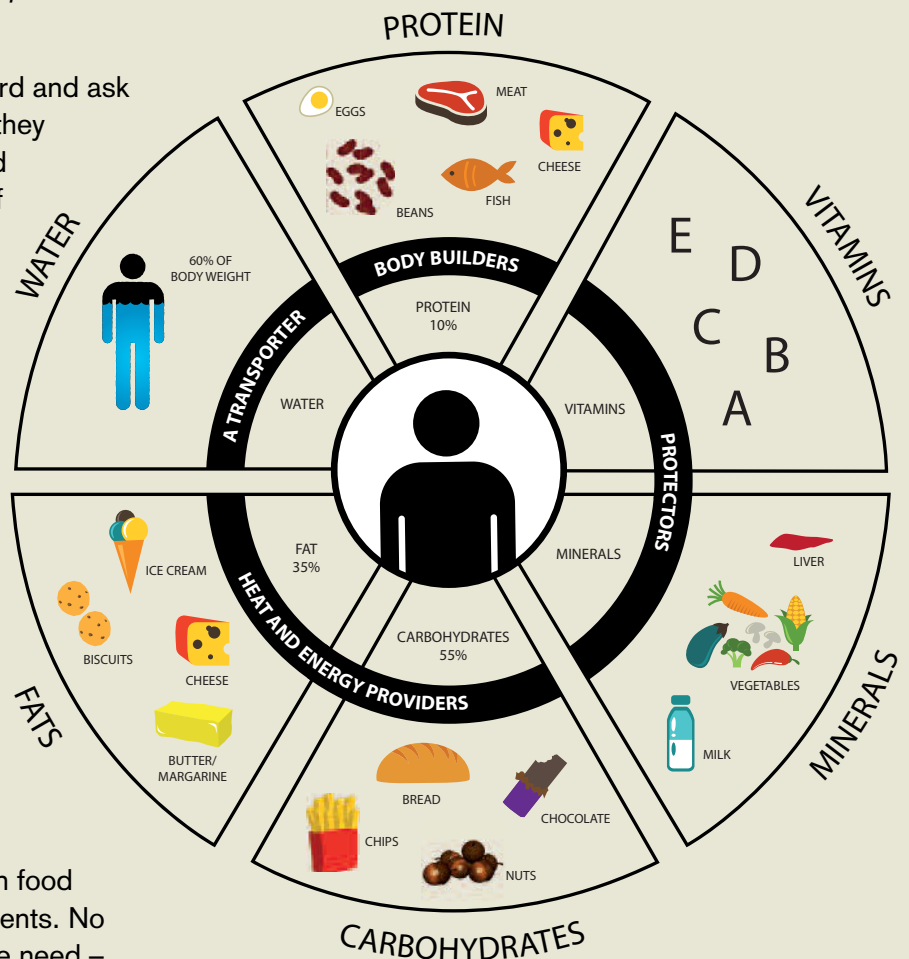 PROTEIN
rd and ask
they
EGGS
MEAT
CHEESE
BEANS
FISH
BODY BUILDERS
PROTEIN
10%
WATER
60% OF
BODY WEIGHT
A TRANSPORTER
WATER
VITAMINS
E
D
C
B
A
VITAMINS
PROTECTORS
MINERALS
LIVER
VEGETABLES
MILK
MINERALS
FAT
35%
HEAT AND ENERGY PROVIDERS
CARBOHYDRATES
55%
ICE CREAM
BISCUITS
CHEESE
BUTTER/
MARGARINE
FATS
BREAD
CHOCOLATE
CHIPS
NUTS
CARBOHYDRATES
food
ents. No
need –